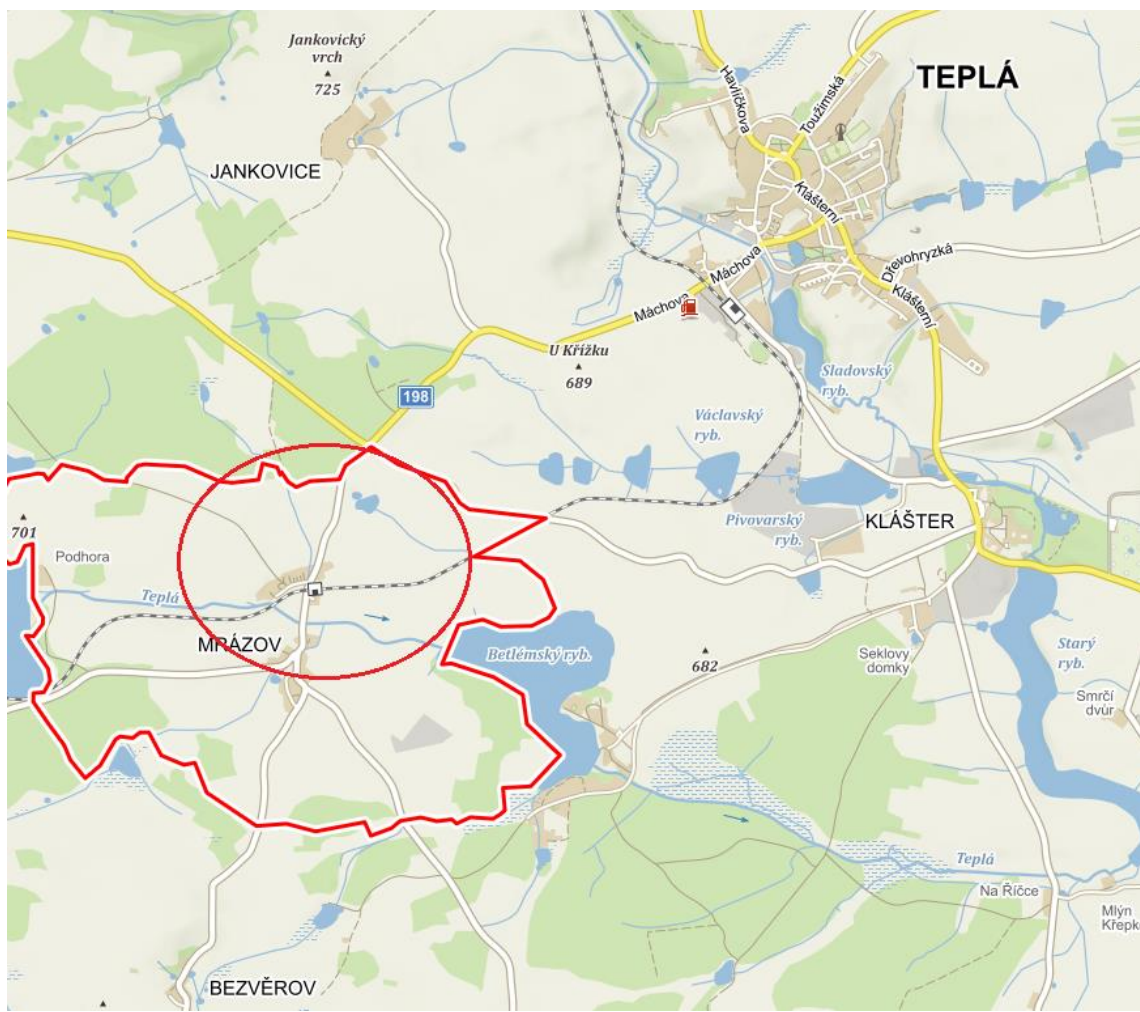 Jankovický
vrch
725
TEPLÁ
Havlíčkova
Toužimská
JANKOVICE
Klášterní
Dřevohryzká
Máchova
Máchova
Klášterní
U Křížku
689
198
Sladovský
ryb.
Václavský
ryb.
701
Podhora
Pivovarský
ryb.
KLÁŠTER
Teplá
MRÁZOV
Betlémský ryb.
682
Seklovy
domky
Starý
ryb.
Smrčí
dvůr
Teplá
Na Říčce
Mlýn
Křepk
BEZVĚROV